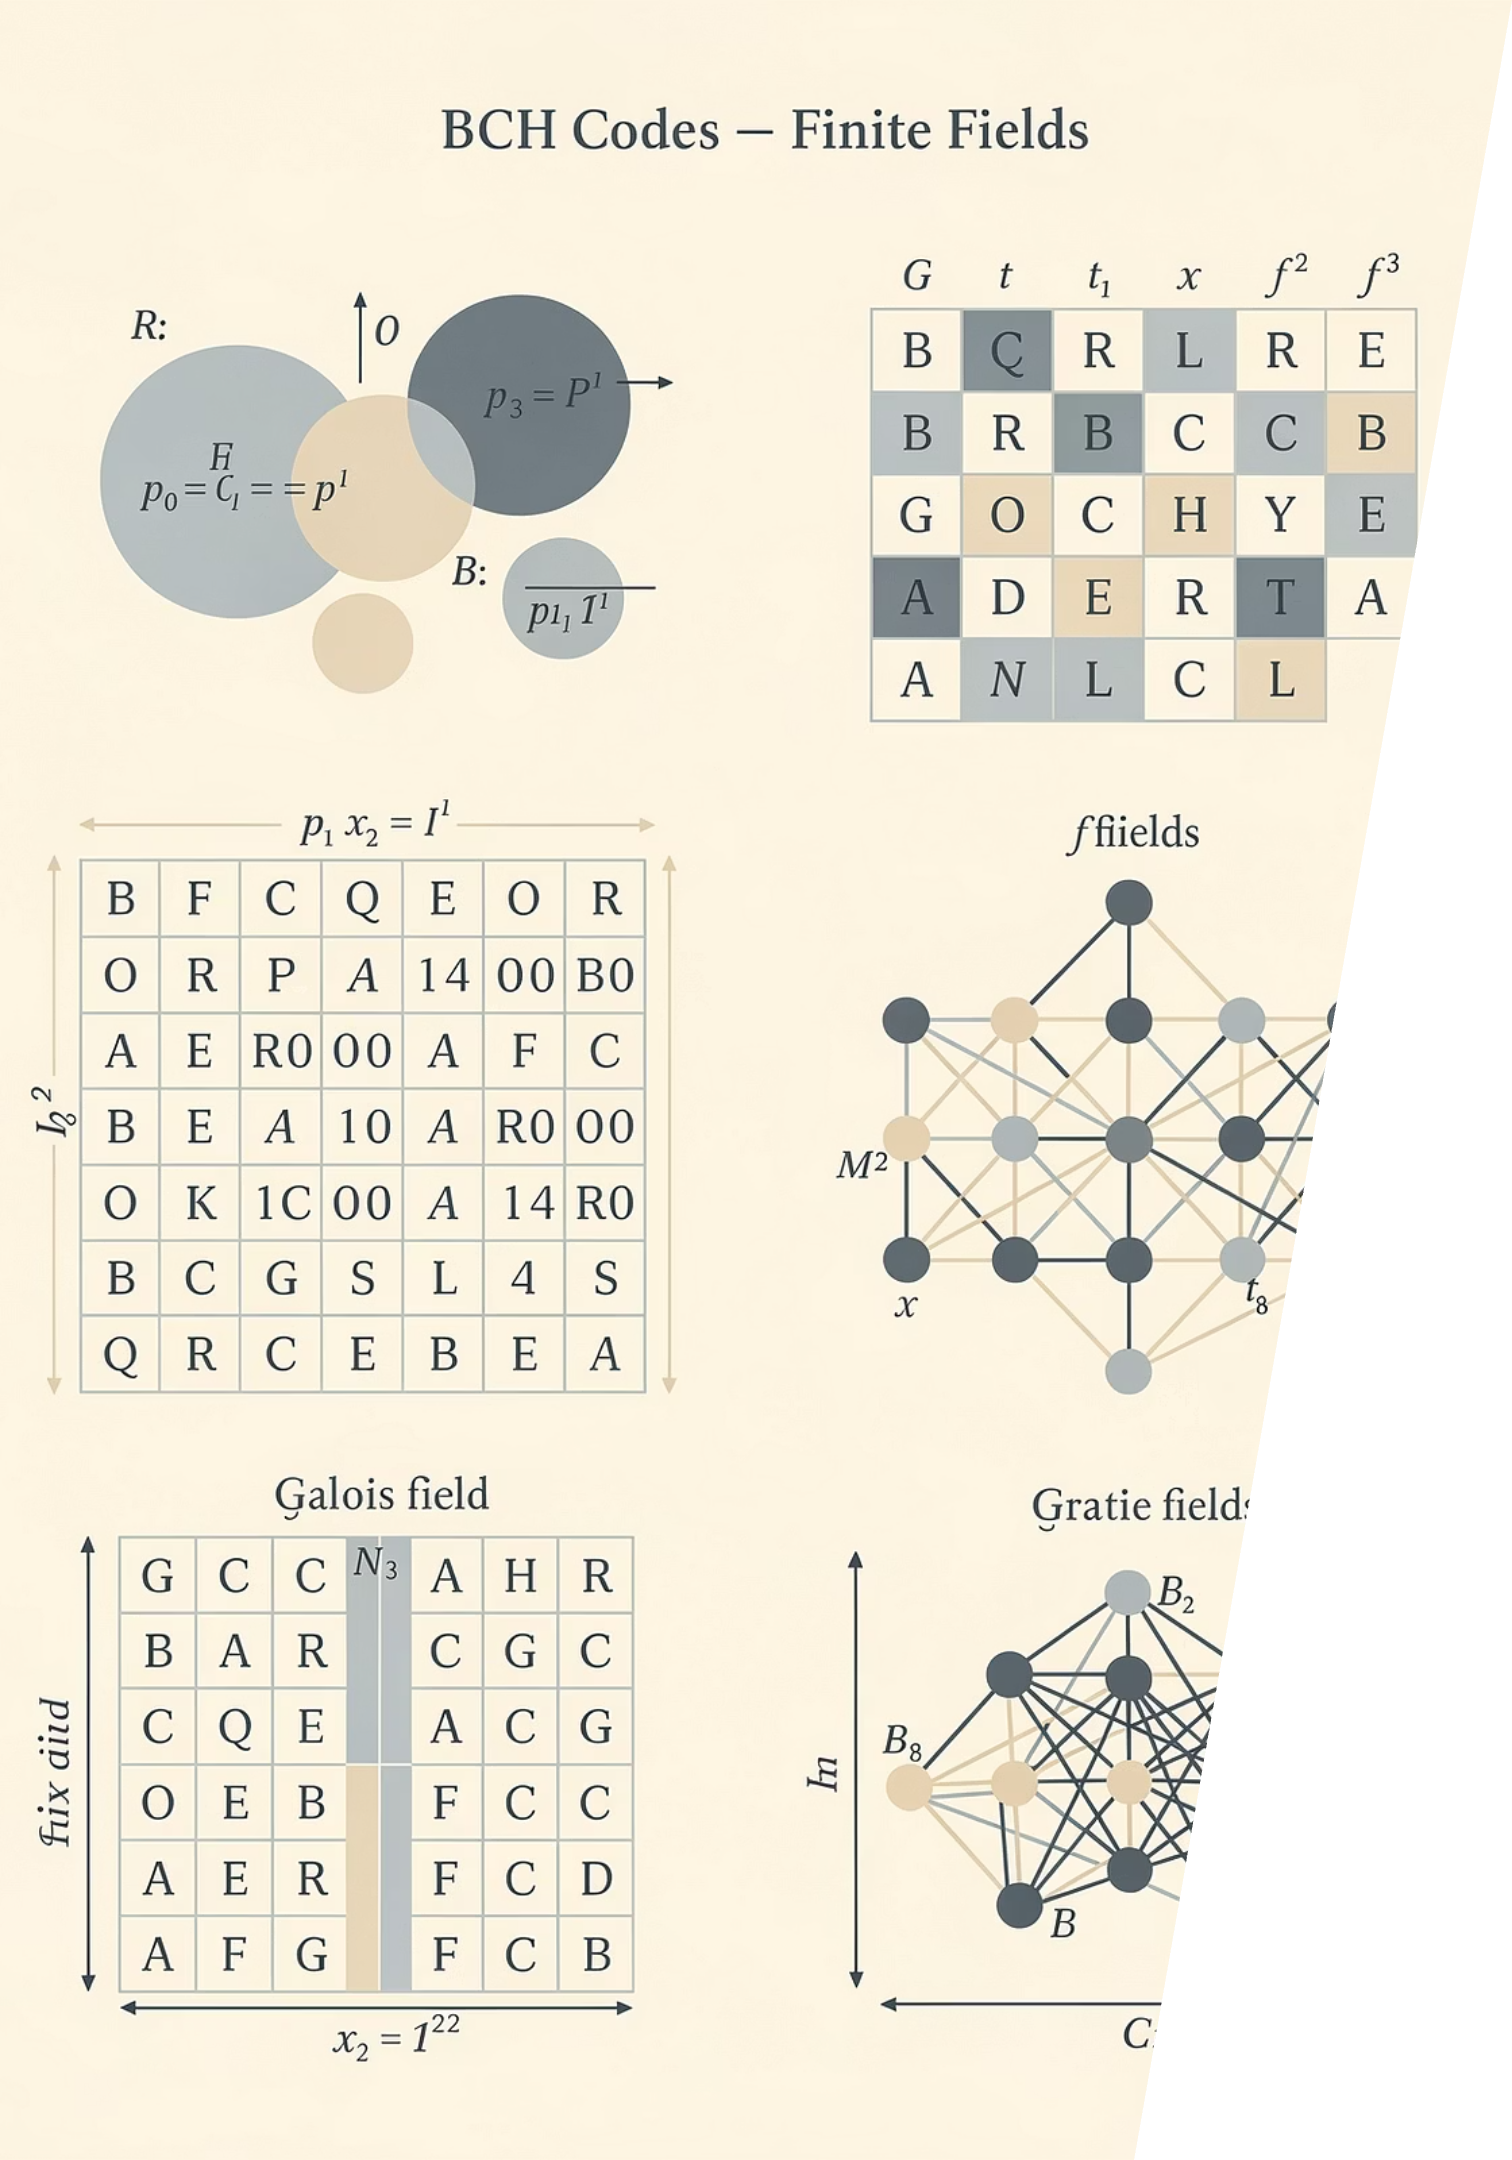 BCH Codes — Finite Fields
R:
O
p₃ = P¹
p₀ = C₁ = = p¹
B:
G t t₁ x f² f³
B Q R L R E
B R B C C B
G O C H Y E
A D E R T A
A N L C L
p₁ x₂ = I¹
B F C Q E O R
O R P A 14 00 B0
A E R0 00 A F C
B E A 10 A R0 00
O K 1C 00 A 14 R0
B C G S L 4 S
Q R C E B E A
ffiields
M²
x
t₈
Galois field
G C C N₃ A H R
B A R C G C
C Q E A C G
O E B F C C
A E R F C D
A F G F C B
x₂ = 1²²
Gratie fields
B₂
B₈
In
B